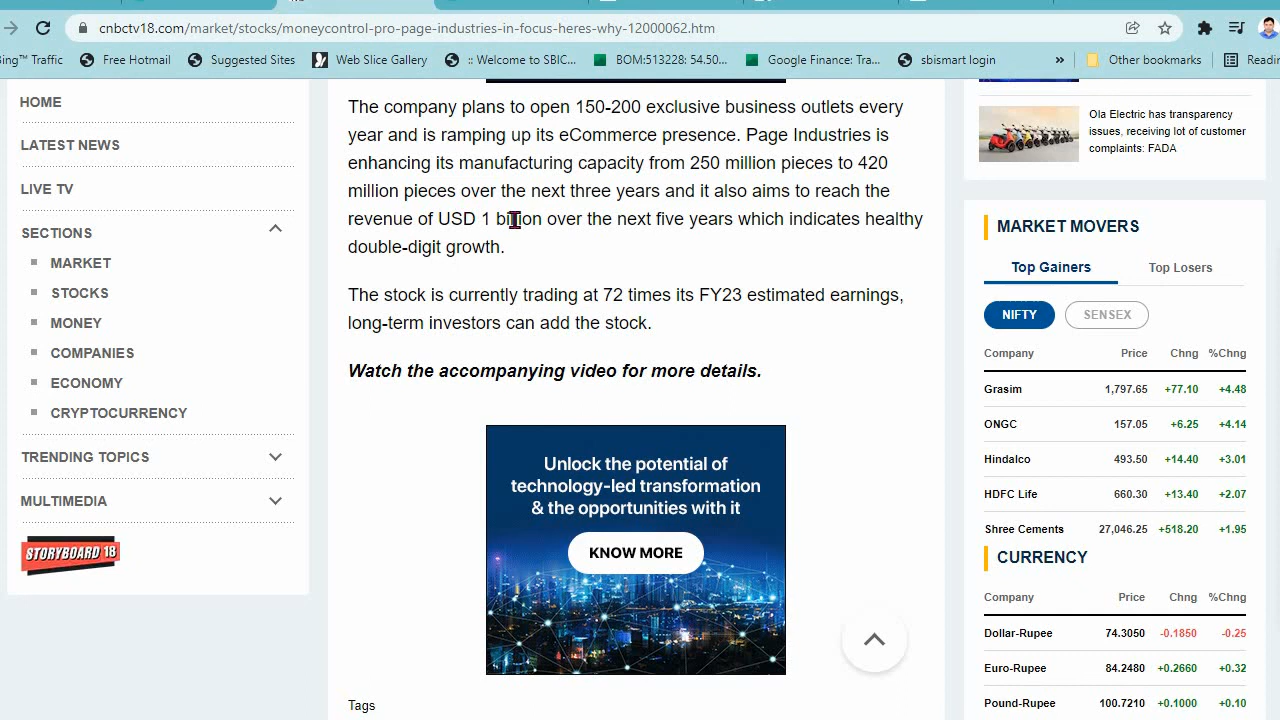 cnbctv18.com/market/stocks/moneycontrol-pro-page-industries-in-focus-heres-why-12000062.htm
ing™ Traffic Free Hotmail Suggested Sites Web Slice Gallery :: Welcome to SBIC... BOM:513228: 54.50... Google Finance: Tra... sbismart login » Other bookmarks Readin
HOME
LATEST NEWS
LIVE TV
SECTIONS
MARKET
STOCKS
MONEY
COMPANIES
ECONOMY
CRYPTOCURRENCY
TRENDING TOPICS
MULTIMEDIA
STORYBOARD 18
The company plans to open 150-200 exclusive business outlets every
year and is ramping up its eCommerce presence. Page Industries is
enhancing its manufacturing capacity from 250 million pieces to 420
million pieces over the next three years and it also aims to reach the
revenue of USD 1 billion over the next five years which indicates healthy
double-digit growth.
The stock is currently trading at 72 times its FY23 estimated earnings,
long-term investors can add the stock.
Watch the accompanying video for more details.
Unlock the potential of
technology-led transformation
& the opportunities with it
KNOW MORE
Tags
Ola Electric has transparency
issues, receiving lot of customer
complaints: FADA
MARKET MOVERS
Top Gainers Top Losers
NIFTY SENSEX
Company Price Chng %Chng
Grasim 1,797.65 +77.10 +4.48
ONGC 157.05 +6.25 +4.14
Hindalco 493.50 +14.40 +3.01
HDFC Life 660.30 +13.40 +2.07
Shree Cements 27,046.25 +518.20 +1.95
CURRENCY
Company Price Chng %Chng
Dollar-Rupee 74.3050 -0.1850 -0.25
Euro-Rupee 84.2480 +0.2660 +0.32
Pound-Rupee 100.7210 +0.1000 +0.10